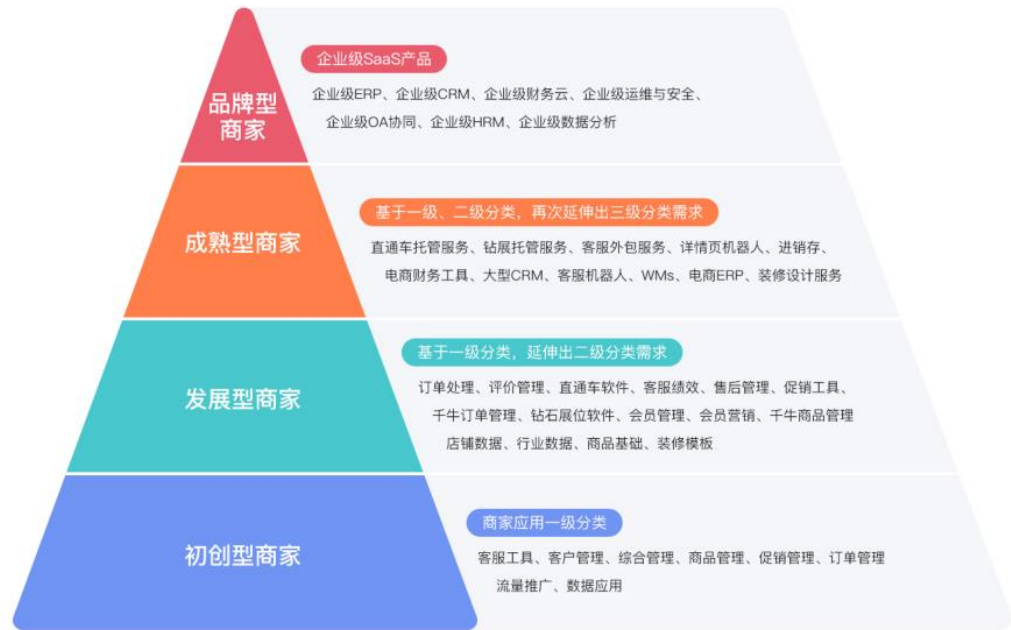 企业级SaaS产品
品牌型
商家
企业级ERP、企业级CRM、企业级财务云、企业级运维与安全、
企业级OA协同、企业级HRM、企业级数据分析
基于一级、二级分类，再次延伸出三级分类需求
成熟型商家
直通车托管服务、钻展托管服务、客服外包服务、详情页机器人、进销存、
电商财务工具、大型CRM、客服机器人、WMs、电商ERP、装修设计服务
基于一级分类，延伸出二级分类需求
发展型商家
订单处理、评价管理、直通车软件、客服绩效、售后管理、促销工具、
千牛订单管理、钻石展位软件、会员管理、会员营销、千牛商品管理
店铺数据、行业数据、商品基础、装修模板
商家应用一级分类
初创型商家
客服工具、客户管理、综合管理、商品管理、促销管理、订单管理
流量推广、数据应用